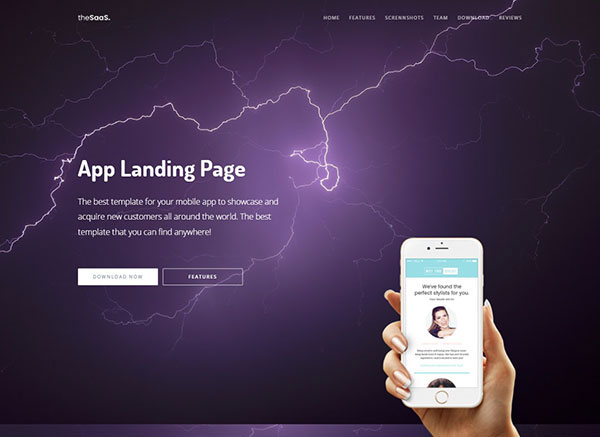 theSaaS.
HOME FEATURES SCRENNSHOTS TEAM DOWNLOAD REVIEWS
App Landing Page
The best template for your mobile app to showcase and
acquire new customers all around the world. The best
template that you can find anywhere!
DOWNLOAD NOW FEATURES
We've found the
perfect stylists for you.